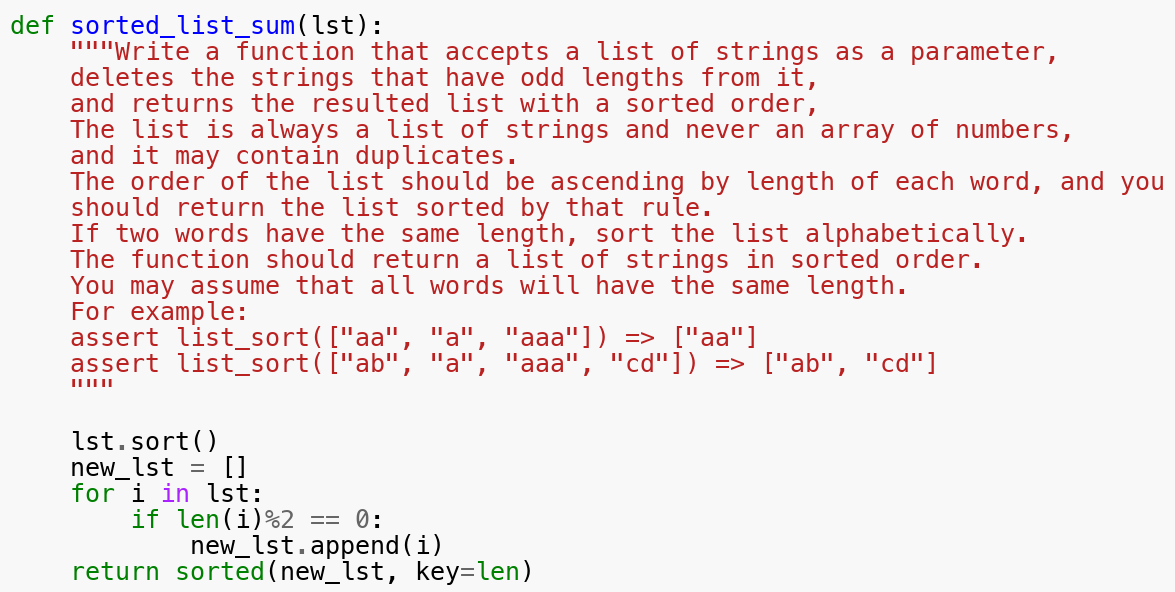 def sorted_list_sum(lst):
    """Write a function that accepts a list of strings as a parameter,
    deletes the strings that have odd lengths from it,
    and returns the resulted list with a sorted order,
    The list is always a list of strings and never an array of numbers,
    and it may contain duplicates.
    The order of the list should be ascending by length of each word, and you
    should return the list sorted by that rule.
    If two words have the same length, sort the list alphabetically.
    The function should return a list of strings in sorted order.
    You may assume that all words will have the same length.
    For example:
    assert list_sort(["aa", "a", "aaa"]) => ["aa"]
    assert list_sort(["ab", "a", "aaa", "cd"]) => ["ab", "cd"]
    """

    lst.sort()
    new_lst = []
    for i in lst:
        if len(i)%2 == 0:
            new_lst.append(i)
    return sorted(new_lst, key=len)